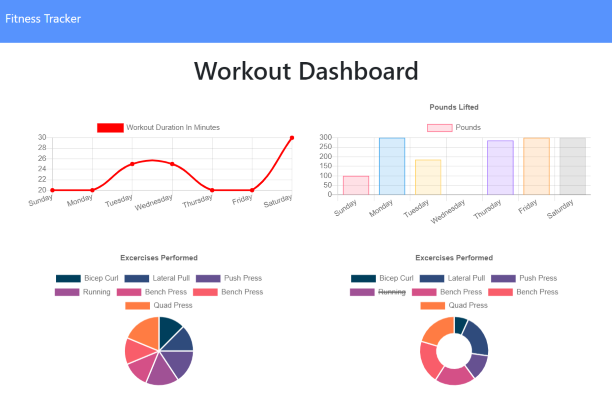 Fitness Tracker
Workout Dashboard
Workout Duration In Minutes
30
28
26
24
22
20
Sunday Monday Tuesday Wednesday Thursday Friday Saturday
Pounds Lifted
Pounds
300
250
200
150
100
50
0
Sunday Monday Tuesday Wednesday Thursday Friday Saturday
Excercises Performed
Bicep Curl Lateral Pull Push Press
Running Bench Press Bench Press
Quad Press
Excercises Performed
Bicep Curl Lateral Pull Push Press
Running Bench Press Bench Press
Quad Press